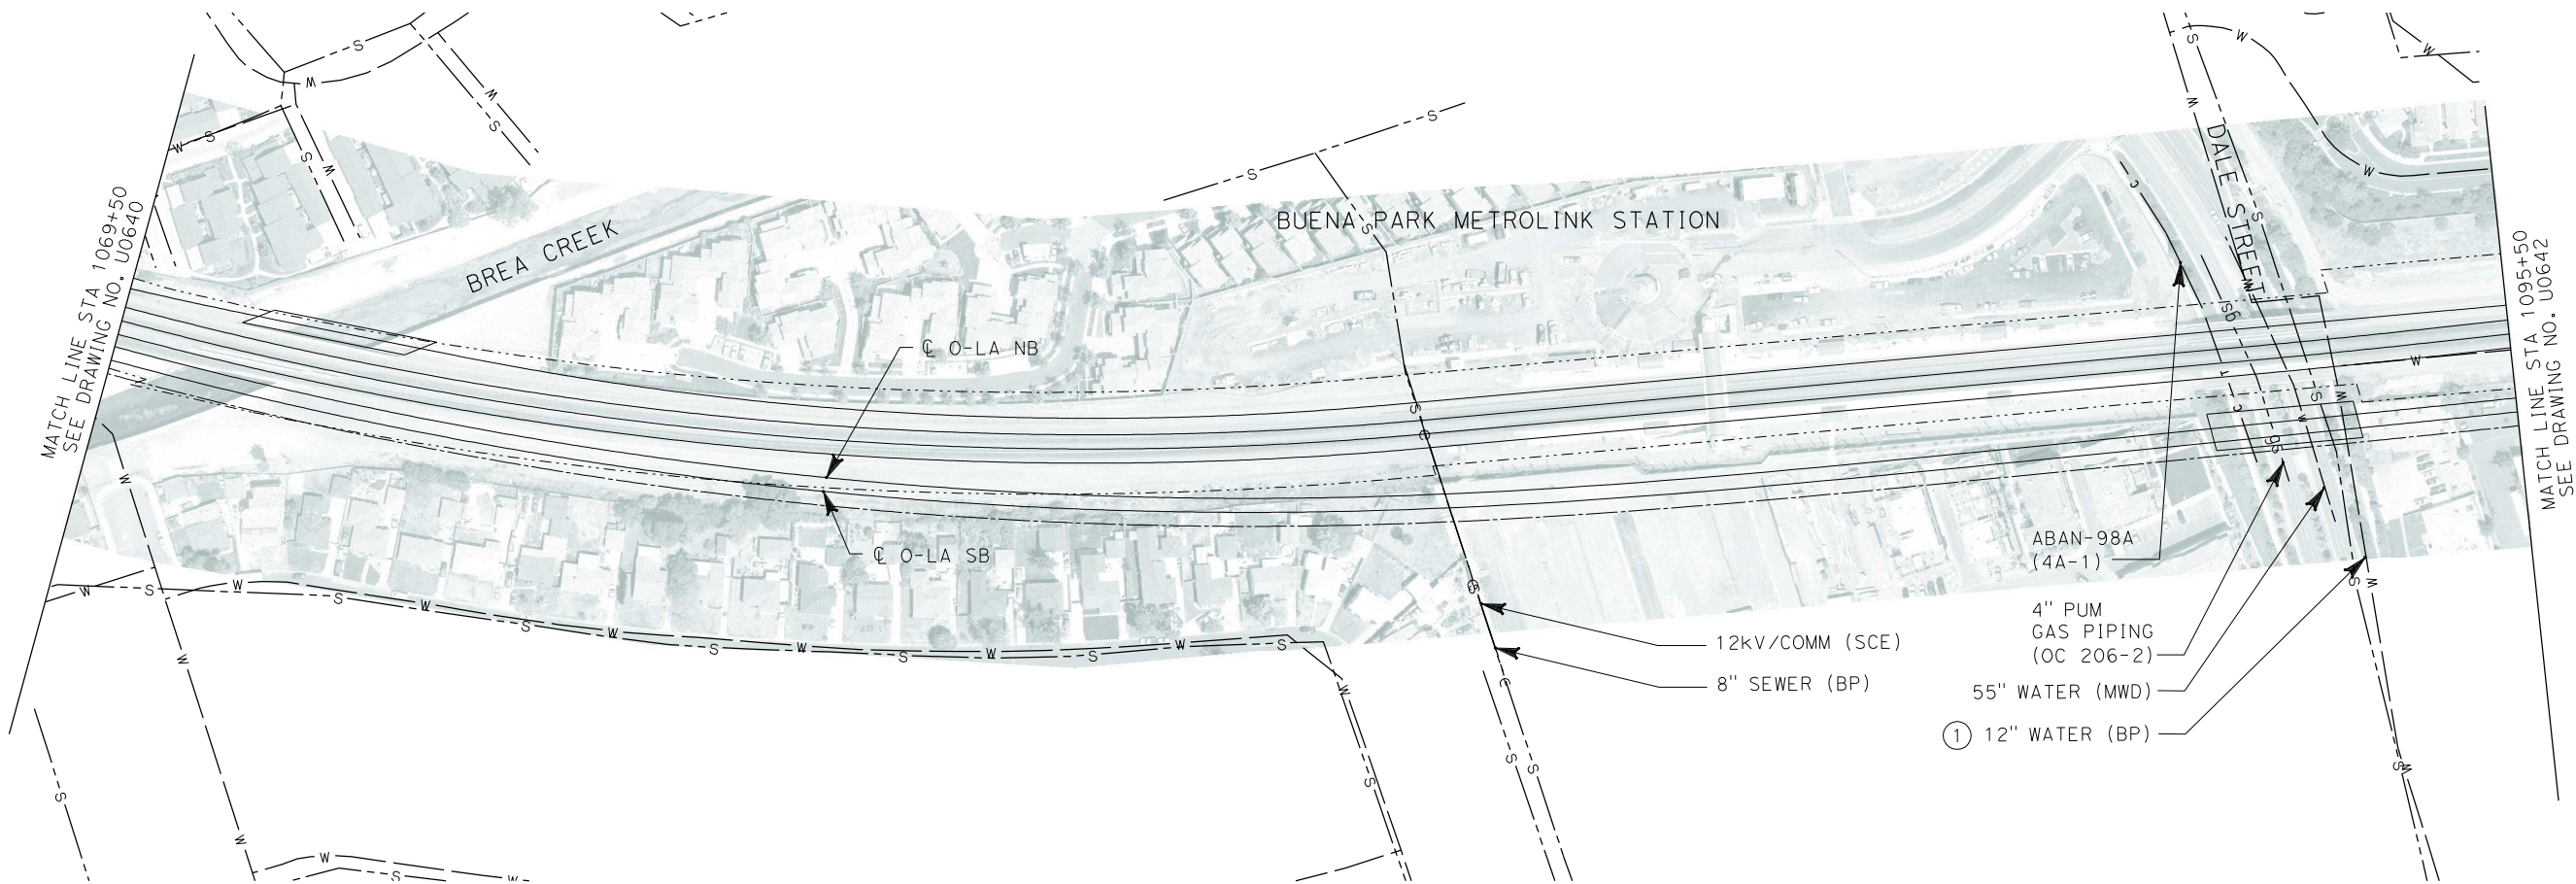 MATCH LINE STA 1069+50
SEE DRAWING NO. U0640
BREA CREEK
BUENA PARK METROLINK STATION
DALE STREET
MATCH LINE STA 1095+50
SEE DRAWING NO. U0642
℄ O-LA NB
℄ O-LA SB
12kV/COMM (SCE)
8" SEWER (BP)
ABAN-98A
(4A-1)
4" PUM
GAS PIPING
(OC 206-2)
55" WATER (MWD)
1 12" WATER (BP)